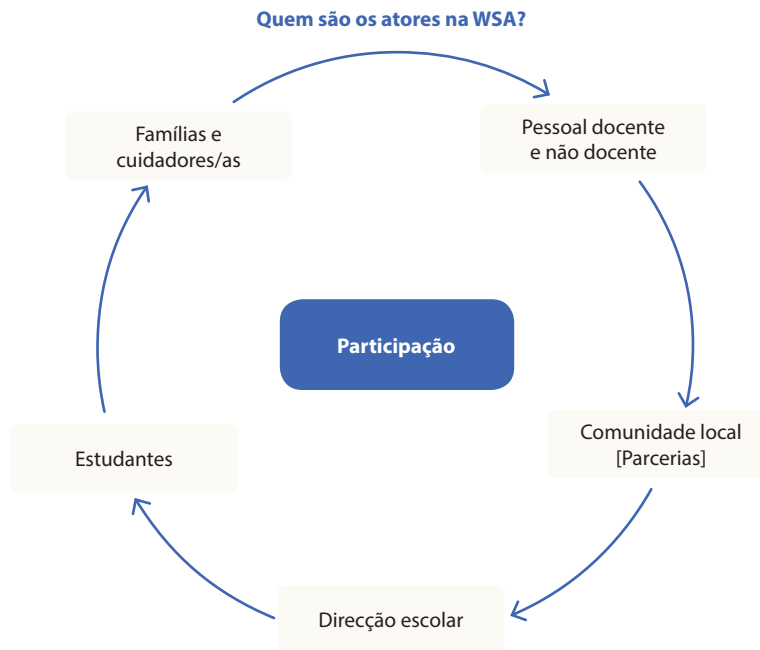 Quem são os atores na WSA?
Famílias e
cuidadores/as
Pessoal docente
e não docente
Participação
Comunidade local
[Parcerias]
Estudantes
Direcção escolar